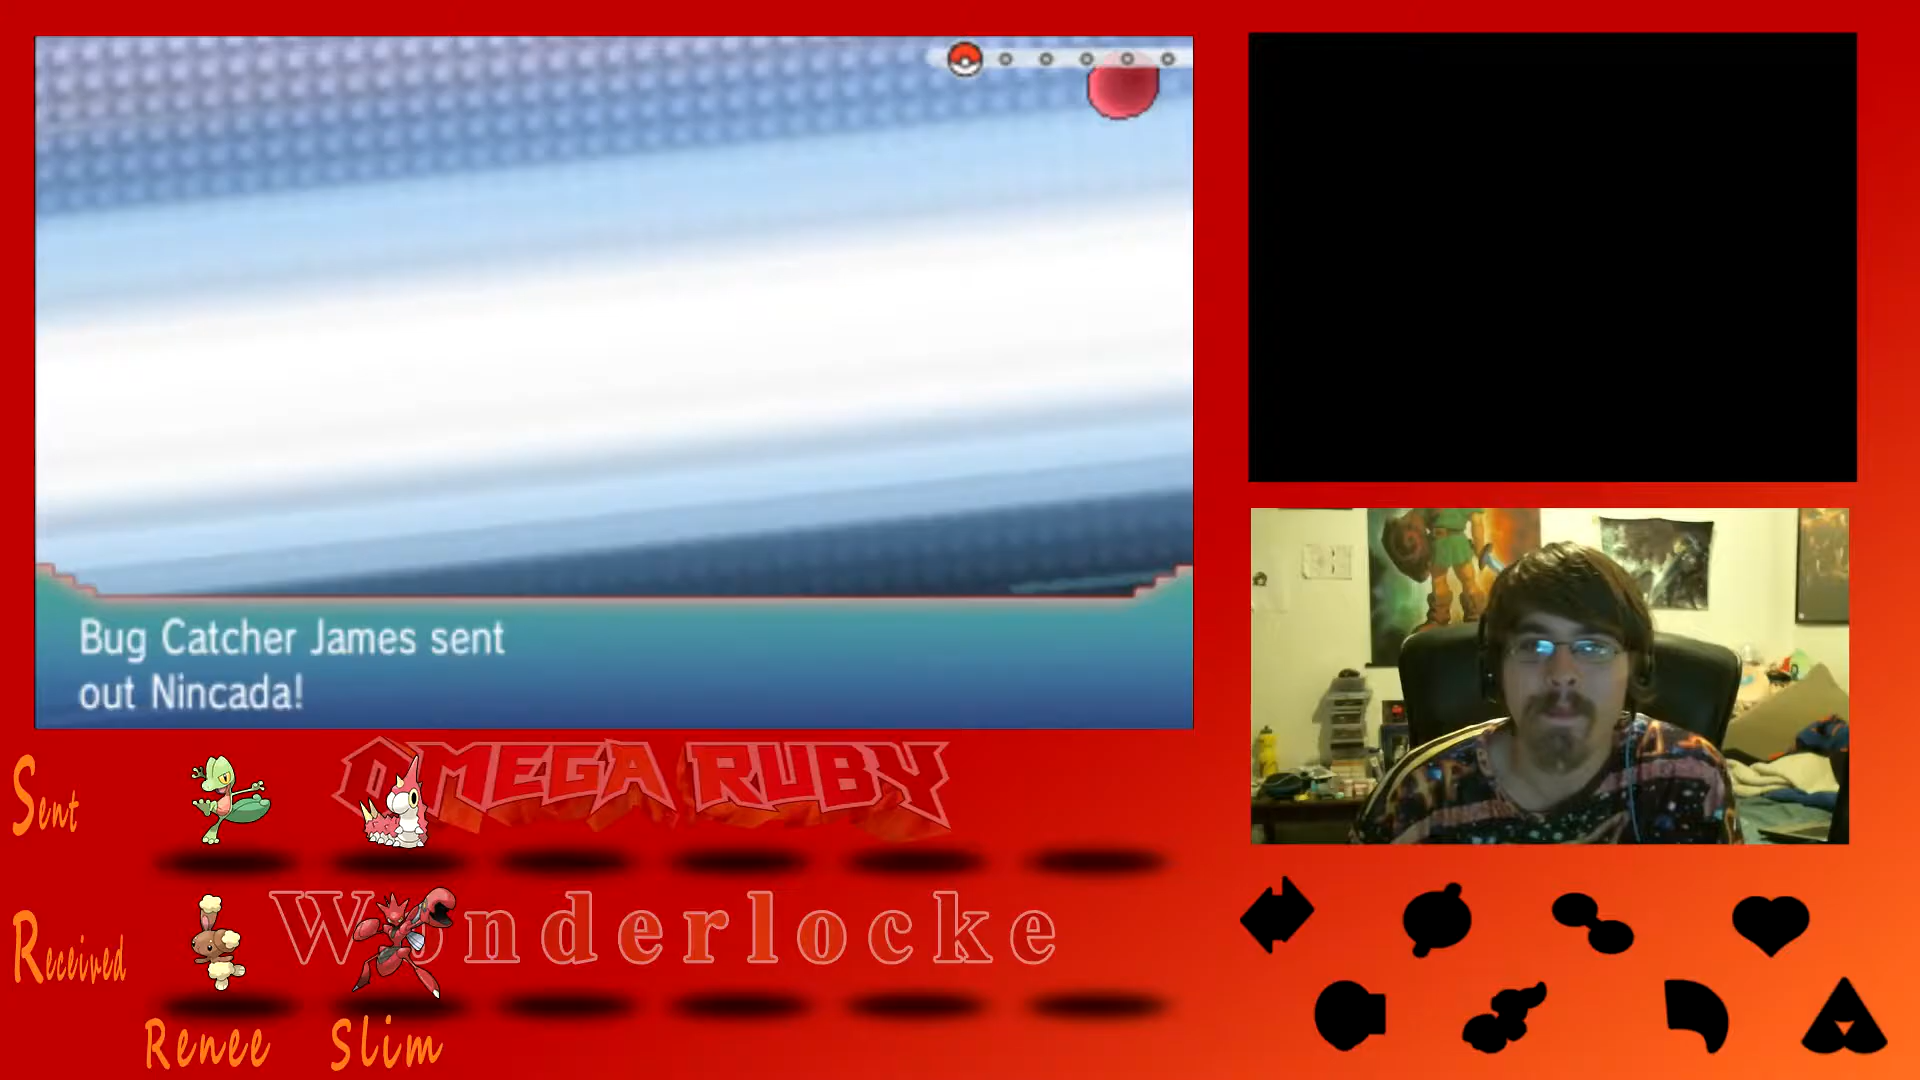 Bug Catcher James sent
out Nincada!
Sent
OMEGA RUBY
Received
Wonderlocke
Renee Slim